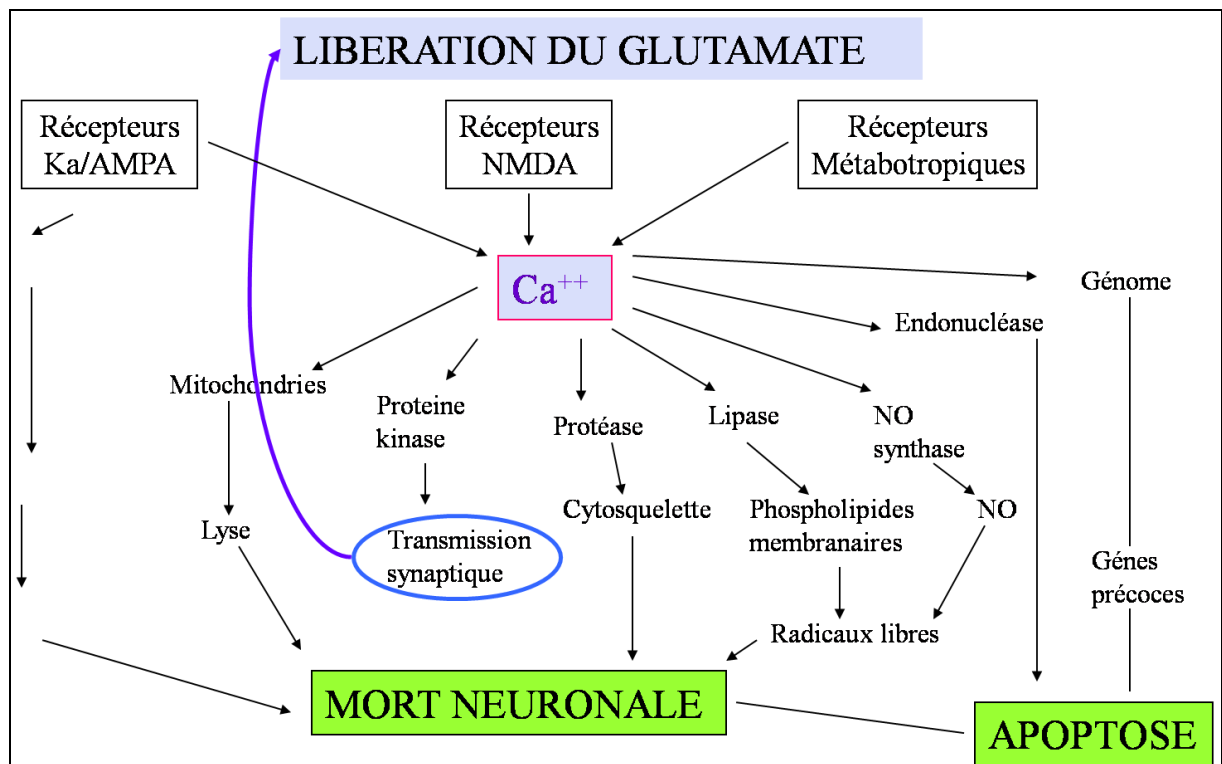 LIBERATION DU GLUTAMATE
Récepteurs
Ka/AMPA
Récepteurs
NMDA
Récepteurs
Métabotropiques
Ca⁺⁺
Génome
Endonucléase
Mitochondries
Proteine
kinase
Protéase
Lipase
NO
synthase
Lyse
Transmission
synaptique
Cytosquelette
Phospholipides
membranaires
NO
Génes
précoces
Radicaux libres
MORT NEURONALE
APOPTOSE